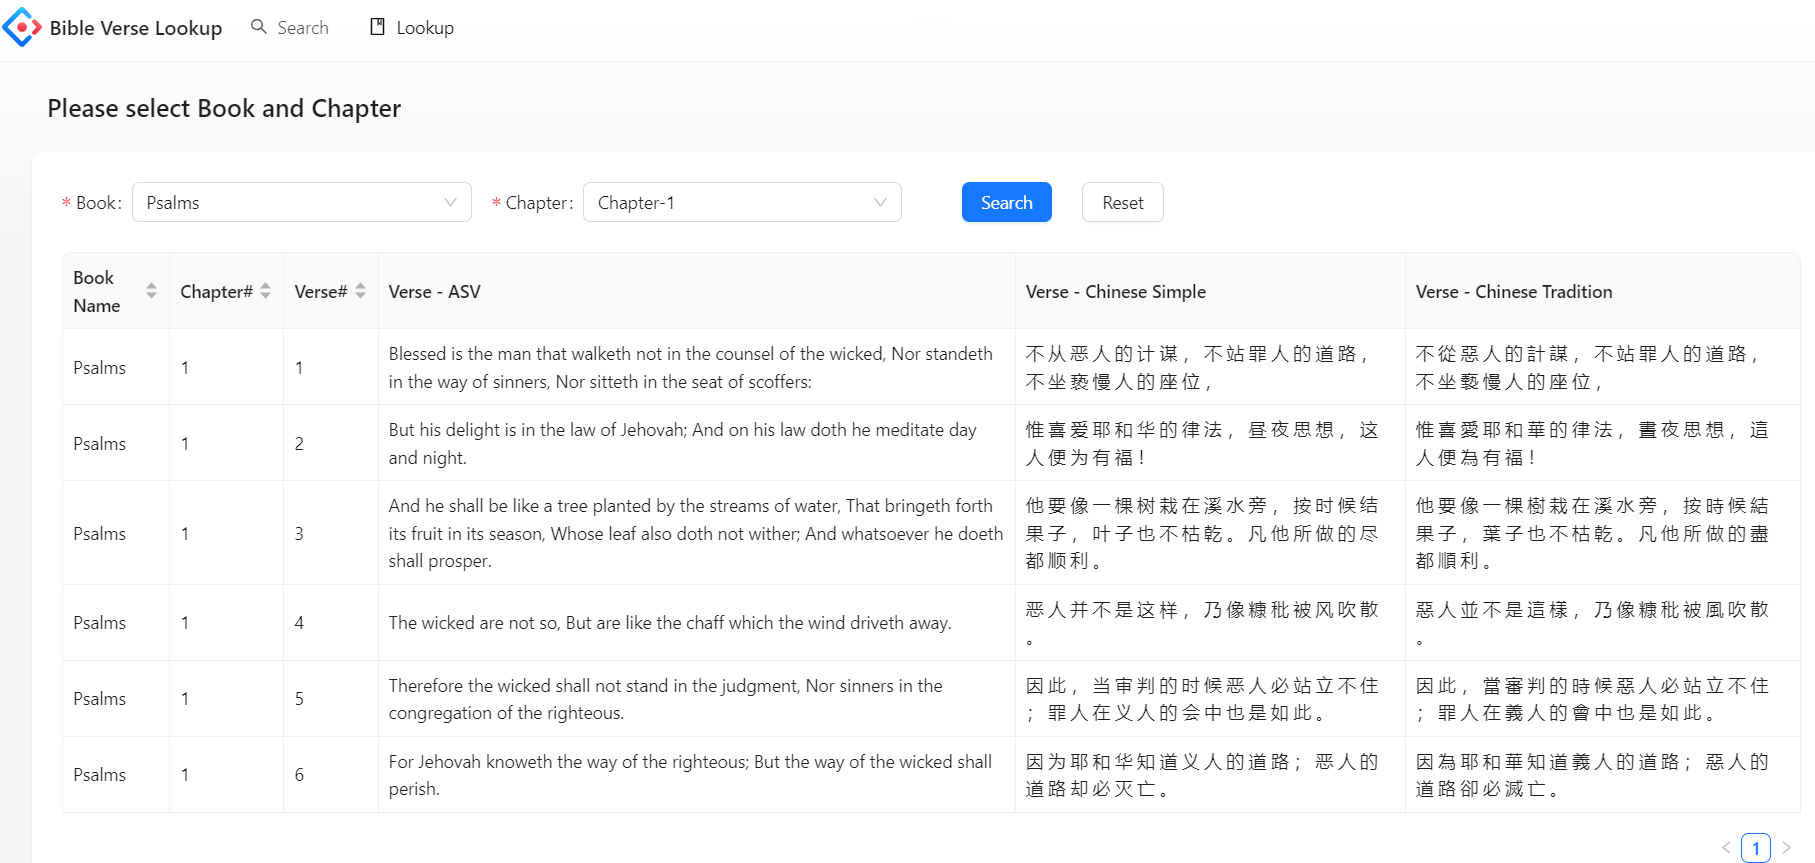 Bible Verse Lookup Search Lookup
Please select Book and Chapter
* Book: Psalms * Chapter: Chapter-1 Search Reset
Book Name Chapter# Verse# Verse - ASV Verse - Chinese Simple Verse - Chinese Tradition
Psalms 1 1
Blessed is the man that walketh not in the counsel of the wicked, Nor standeth
in the way of sinners, Nor sitteth in the seat of scoffers:
不从恶人的计谋，不站罪人的道路，
不坐亵慢人的座位，
不從惡人的計謀，不站罪人的道路，
不坐褻慢人的座位，
Psalms 1 2
But his delight is in the law of Jehovah; And on his law doth he meditate day
and night.
惟喜爱耶和华的律法，昼夜思想，这
人便为有福！
惟喜愛耶和華的律法，晝夜思想，這
人便為有福！
Psalms 1 3
And he shall be like a tree planted by the streams of water, That bringeth forth
its fruit in its season, Whose leaf also doth not wither; And whatsoever he doeth
shall prosper.
他要像一棵树栽在溪水旁，按时候结
果子，叶子也不枯乾。凡他所做的尽
都顺利。
他要像一棵樹栽在溪水旁，按時候結
果子，葉子也不枯乾。凡他所做的盡
都順利。
Psalms 1 4
The wicked are not so, But are like the chaff which the wind driveth away.
恶人并不是这样，乃像糠秕被风吹散
。
惡人並不是這樣，乃像糠秕被風吹散
。
Psalms 1 5
Therefore the wicked shall not stand in the judgment, Nor sinners in the
congregation of the righteous.
因此，当审判的时候恶人必站立不住
；罪人在义人的会中也是如此。
因此，當審判的時候惡人必站立不住
；罪人在義人的會中也是如此。
Psalms 1 6
For Jehovah knoweth the way of the righteous; But the way of the wicked shall
perish.
因为耶和华知道义人的道路；恶人的
道路却必灭亡。
因為耶和華知道義人的道路；惡人的
道路卻必滅亡。
< 1 >